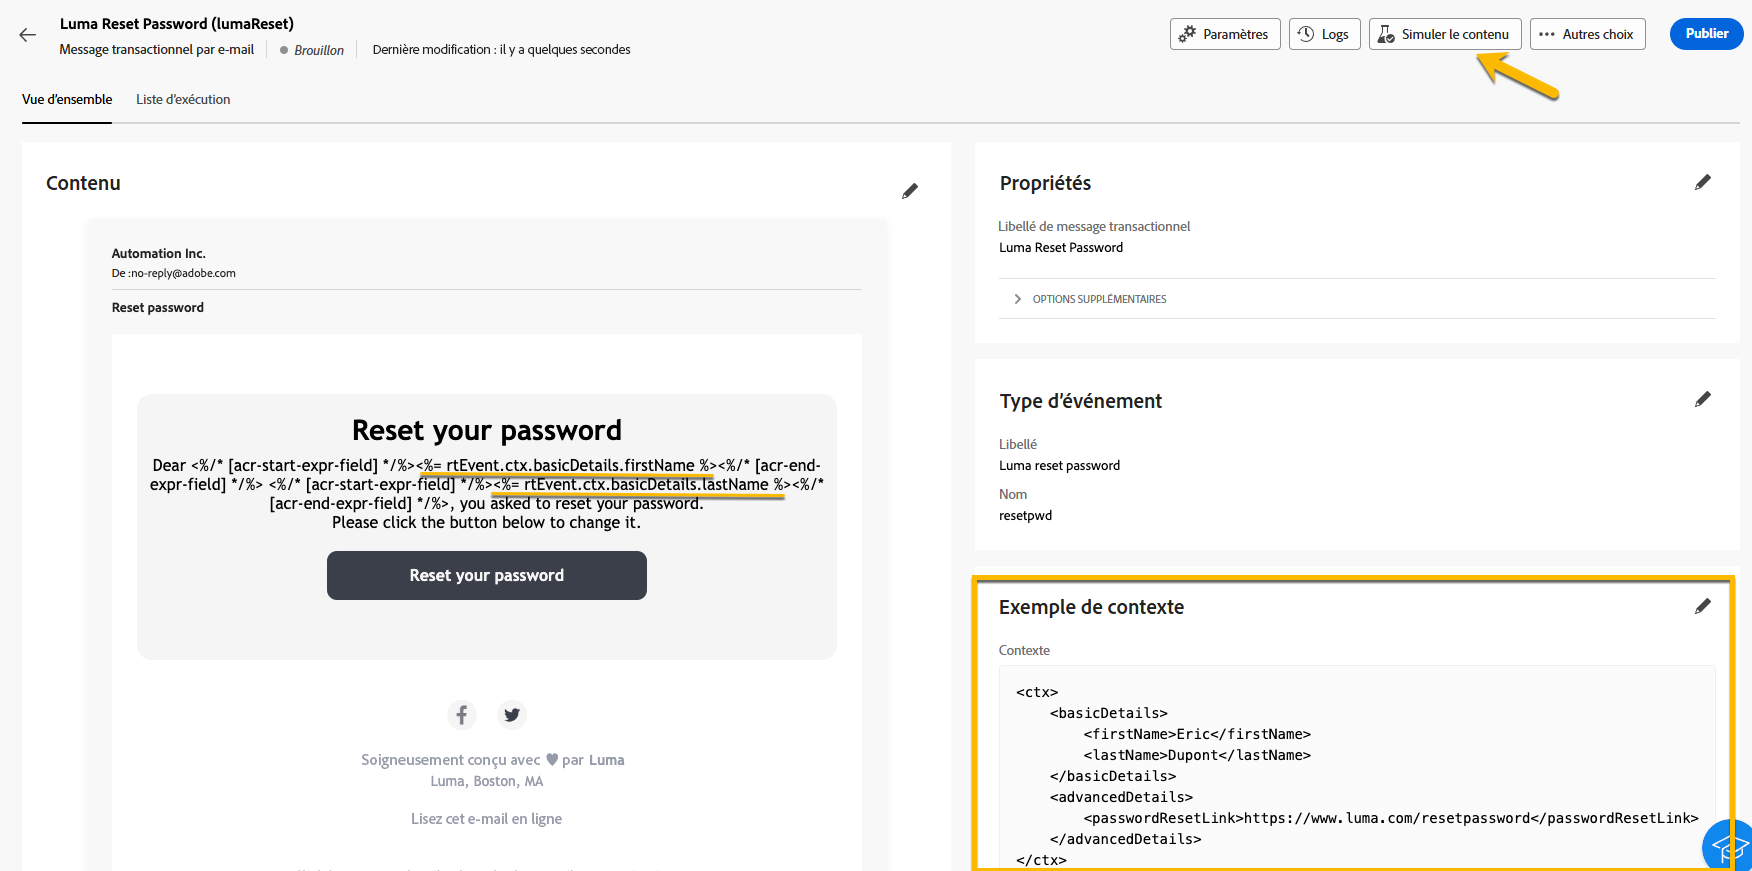 Luma Reset Password (lumaReset)
Message transactionnel par e-mail
Brouillon
Dernière modification : il y a quelques secondes
Paramètres
Logs
Simuler le contenu
Autres choix
Publier
Vue d'ensemble
Liste d'exécution
Contenu
Automation Inc.
De :no-reply@adobe.com
Reset password
Reset your password
Dear <%/* [acr-start-expr-field] */%><%= rtEvent.ctx.basicDetails.firstName %><%/* [acr-end-
expr-field] */%> <%/* [acr-start-expr-field] */%><%= rtEvent.ctx.basicDetails.lastName %><%/*
[acr-end-expr-field] */%>, you asked to reset your password.
Please click the button below to change it.
Reset your password
Soigneusement conçu avec ♥ par Luma
Luma, Boston, MA
Lisez cet e-mail en ligne
Propriétés
Libellé de message transactionnel
Luma Reset Password
OPTIONS SUPPLÉMENTAIRES
Type d'événement
Libellé
Luma reset password
Nom
resetpwd
Exemple de contexte
Contexte
<ctx>
<basicDetails>
<firstName>Eric</firstName>
<lastName>Dupont</lastName>
</basicDetails>
<advancedDetails>
<passwordResetLink>https://www.luma.com/resetpassword</passwordResetLink>
</advancedDetails>
</ctx>